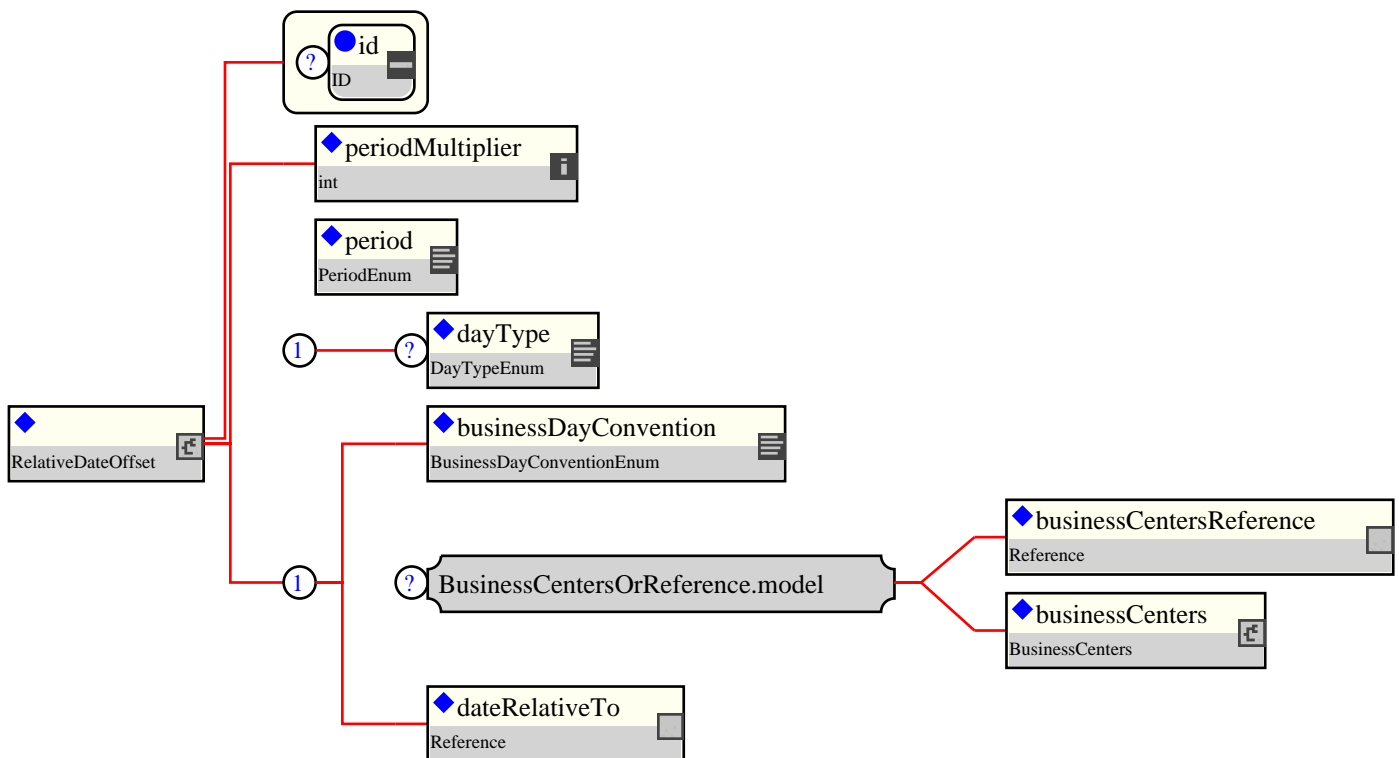 ?
id
ID
periodMultiplier
int
period
PeriodEnum
1
?
dayType
DayTypeEnum
RelativeDateOffset
businessDayConvention
BusinessDayConventionEnum
1
?
BusinessCentersOrReference.model
businessCentersReference
Reference
businessCenters
BusinessCenters
dateRelativeTo
Reference